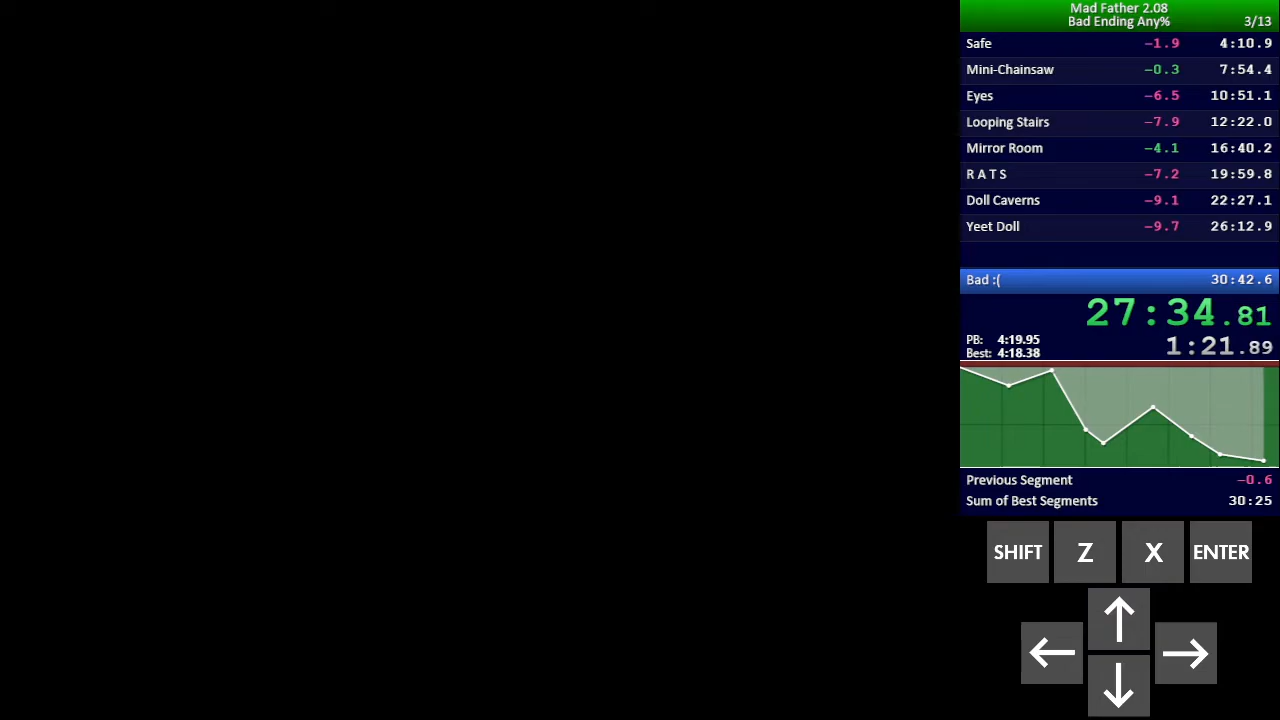 Mad Father 2.08
Bad Ending Any% 3/13
Safe -1.9 4:10.9
Mini-Chainsaw -0.3 7:54.4
Eyes -6.5 10:51.1
Looping Stairs -7.9 12:22.0
Mirror Room -4.1 16:40.2
R A T S -7.2 19:59.8
Doll Caverns -9.1 22:27.1
Yeet Doll -9.7 26:12.9
Bad :( 30:42.6
27:34.81
PB: 4:19.95
Best: 4:18.38
1:21.89
Previous Segment -0.6
Sum of Best Segments 30:25
SHIFT Z X ENTER
↑
← →
↓